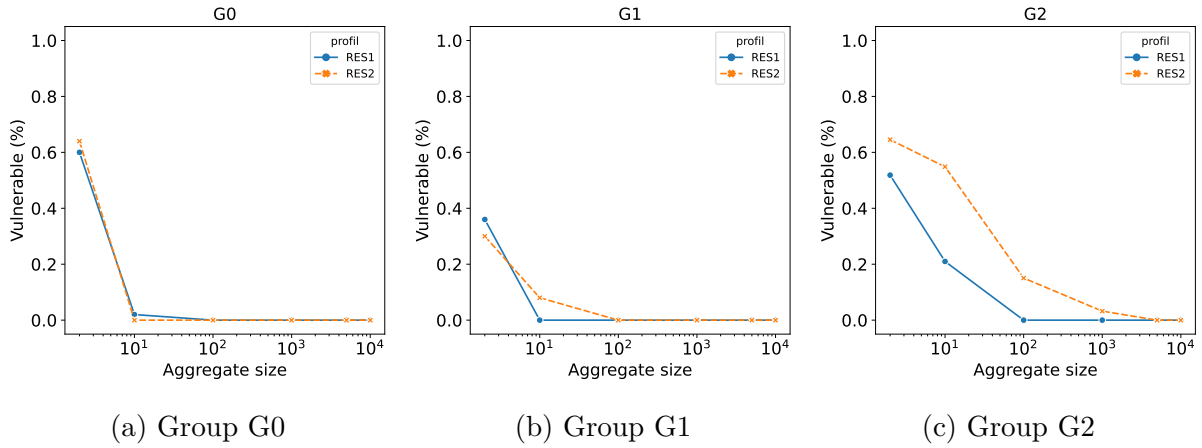 G0
1.0
0.8
0.6
0.4
0.2
0.0
Vulnerable (%)
profil
RES1
RES2
10¹ 10² 10³ 10⁴
Aggregate size
(a) Group G0
G1
1.0
0.8
0.6
0.4
0.2
0.0
Vulnerable (%)
profil
RES1
RES2
10¹ 10² 10³ 10⁴
Aggregate size
(b) Group G1
G2
1.0
0.8
0.6
0.4
0.2
0.0
Vulnerable (%)
profil
RES1
RES2
10¹ 10² 10³ 10⁴
Aggregate size
(c) Group G2